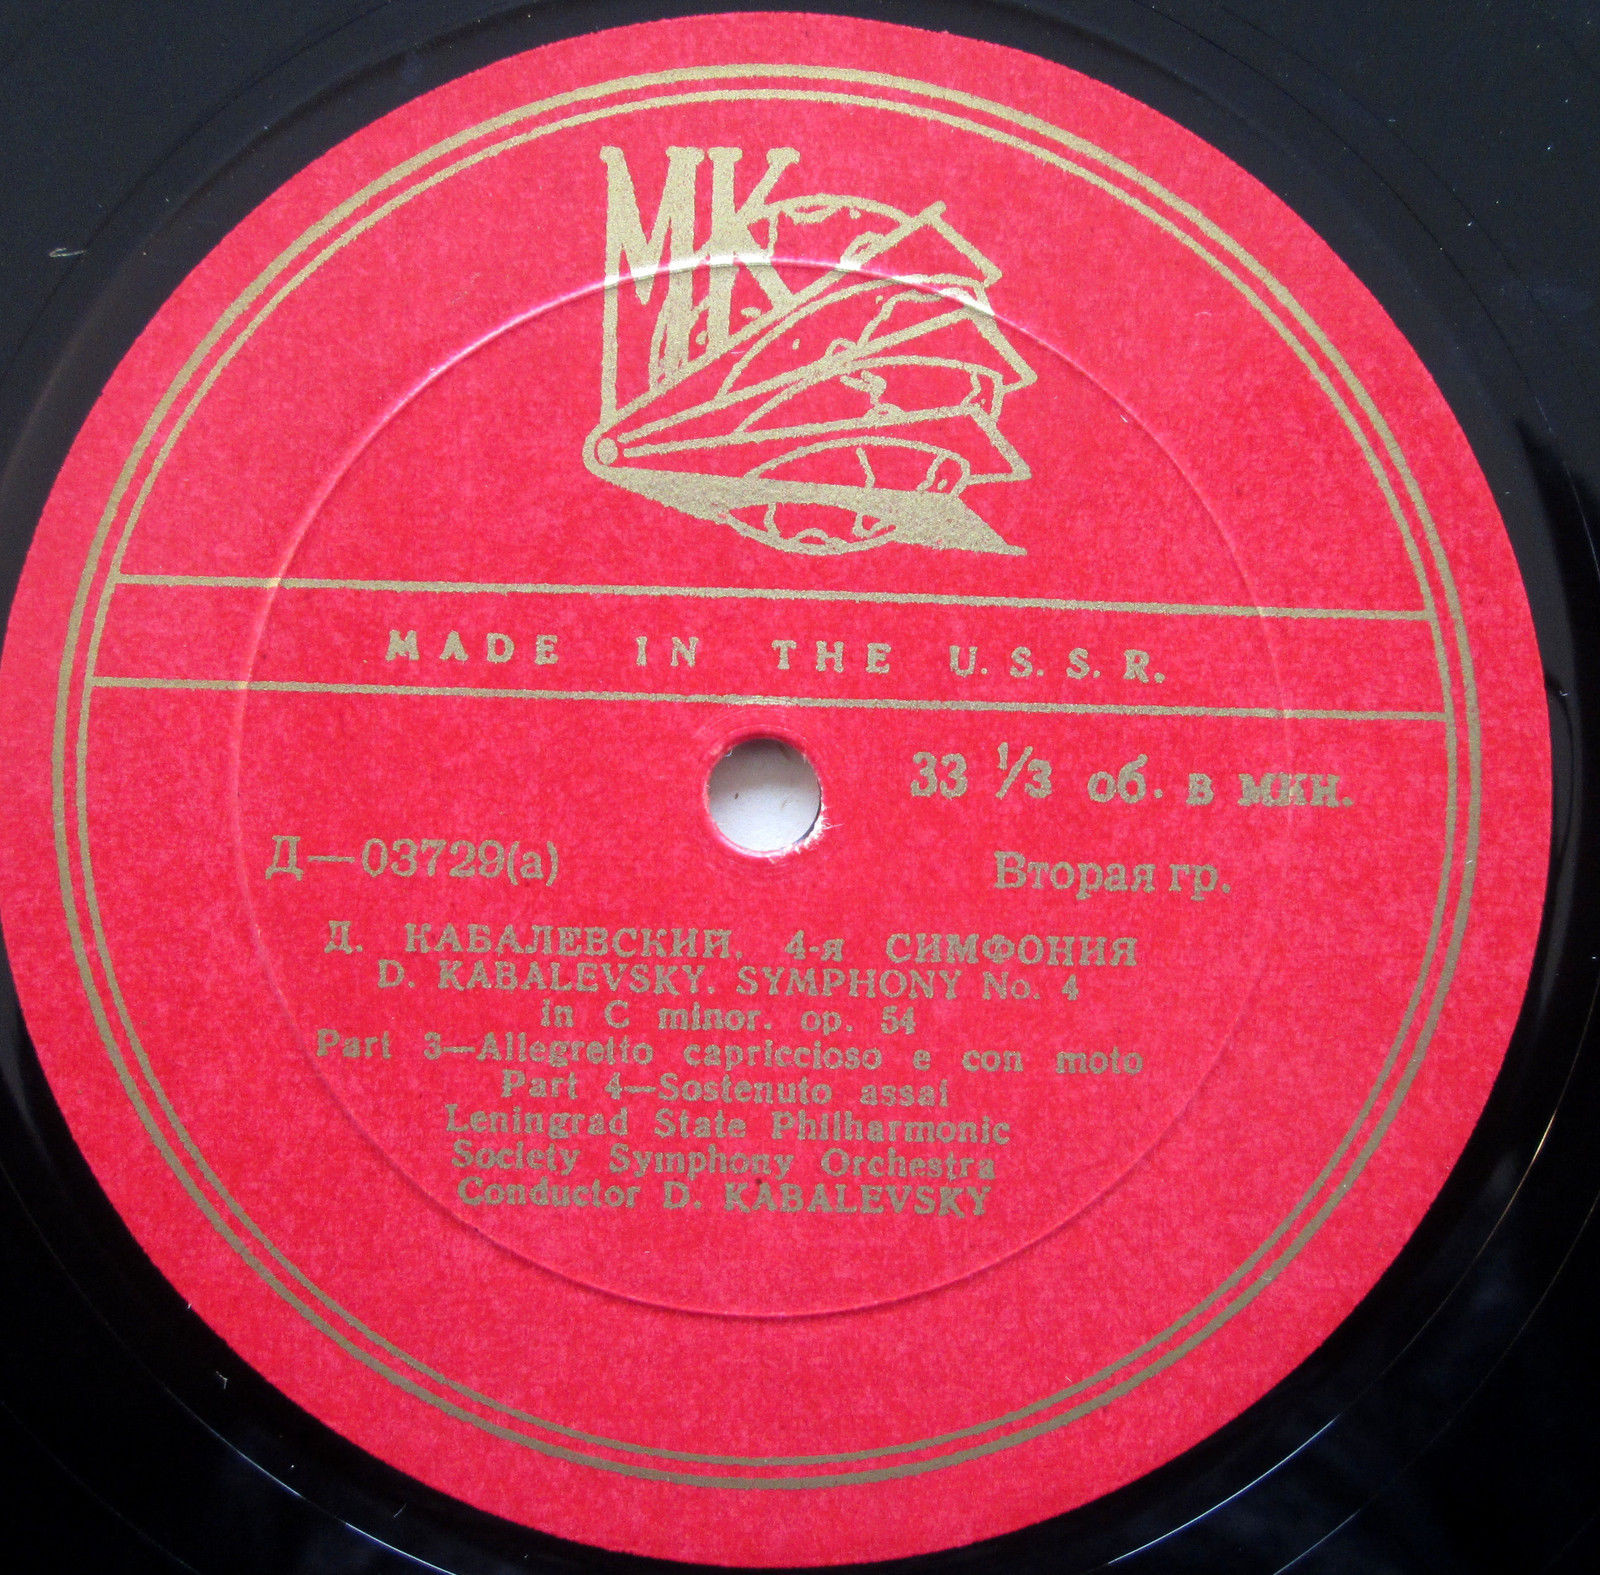 МК
MADE IN THE U.S.S.R.
33 1/3 об. в мин.
Д—03729(а)
Вторая гр.
Д. КАБАЛЕВСКИЙ. 4-я СИМФОНИЯ
D. KABALEVSKY. SYMPHONY No. 4
in C minor. op. 54
Part 3—Allegretto capriccioso e con moto
Part 4—Sostenuto assai
Leningrad State Philharmonic
Society Symphony Orchestra
Conductor D. KABALEVSKY